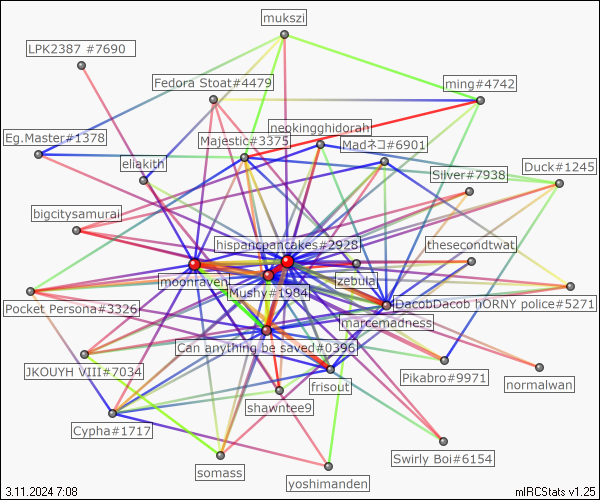 mukszi
LPK2387 #7690
Fedora Stoat#4479
ming#4742
neokingghidorah
Eg.Master#1378
Majestic#3375
Madネコ#6901
eliakith
Silver#7938
Duck#1245
bigcitysamurai
hispancpancakes#2928
thesecondtwat
moonraven
Mushy#1984
zebula
Pocket Persona#3326
DacobDacob hORNY police#5271
marcemadness
Can anything be saved#0396
JKOUYH VIII#7034
frisout
Pikabro#9971
normalwan
shawntee9
Cypha#1717
Swirly Boi#6154
somass
yoshimanden
3.11.2024 7:08
mIRCStats v1.25